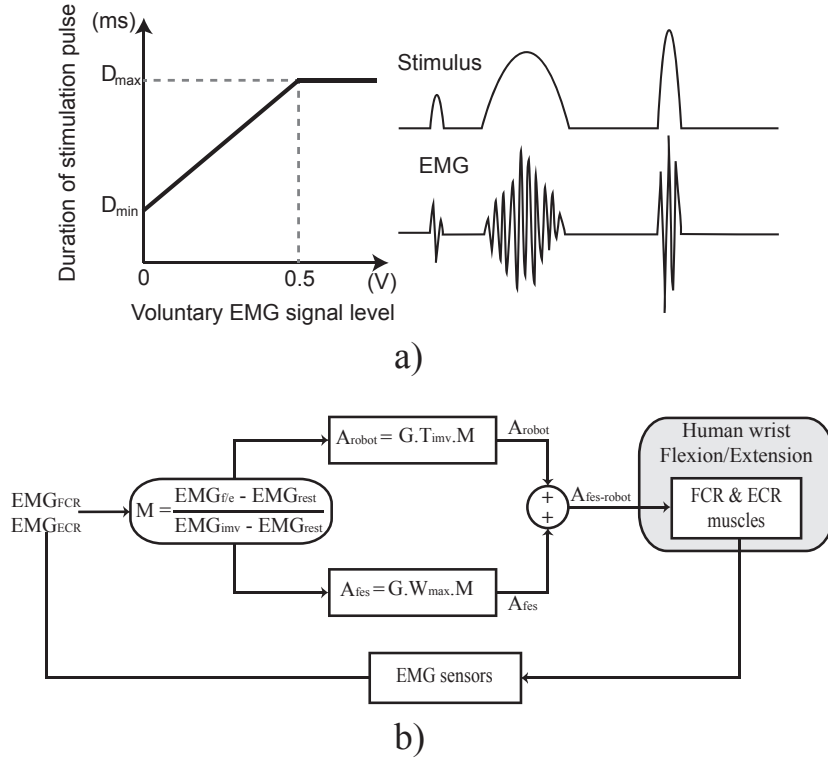 (ms)
Duration of stimulation pulse
Dmax
Dmin
0
0.5
(V)
Voluntary EMG signal level
Stimulus
EMG
a)
EMGFCR
EMGECR
M = EMGf/e - EMGrest
EMGimv - EMGrest
Arobot = G.Timv.M
Arobot
Afes = G.Wmax.M
Afes
+
+
Afes-robot
Human wrist
Flexion/Extension
FCR & ECR
muscles
EMG sensors
b)